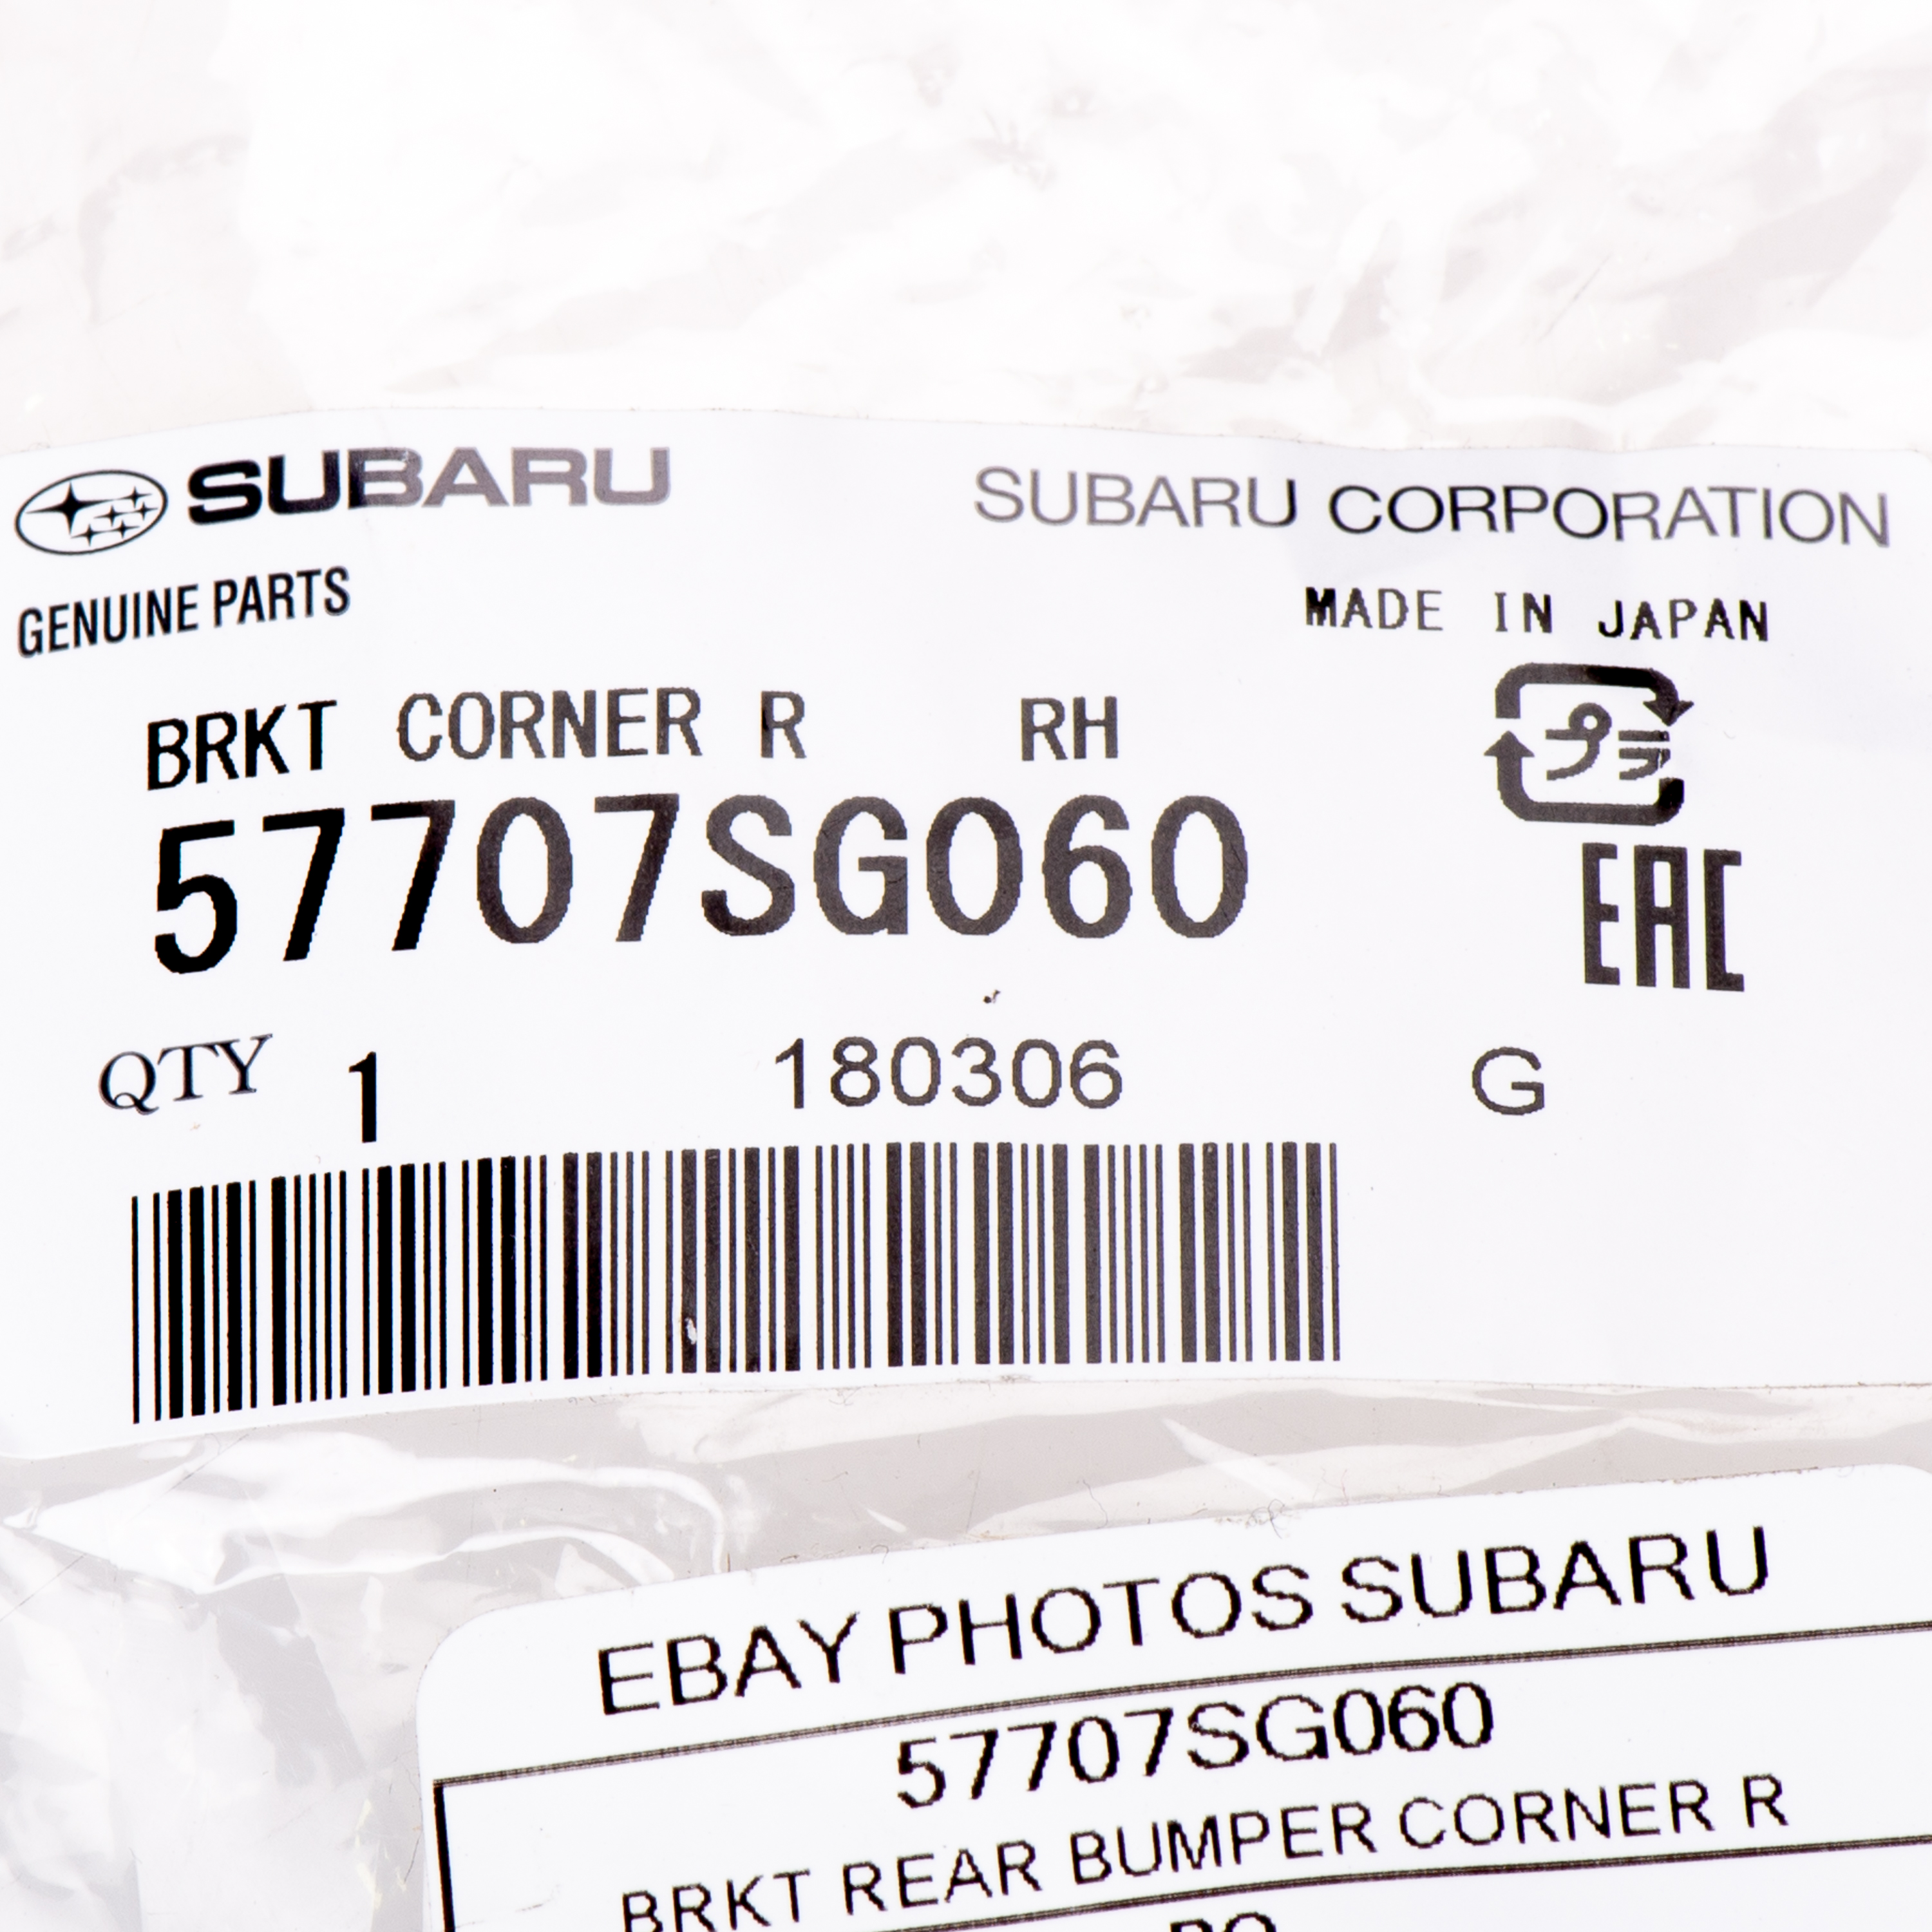 SUBARU
SUBARU CORPORATION
GENUINE PARTS
MADE IN JAPAN
BRKT CORNER R RH
プラ
57707SG060
EAC
QTY 1 180306 G
EBAY PHOTOS SUBARU
57707SG060
BRKT REAR BUMPER CORNER R